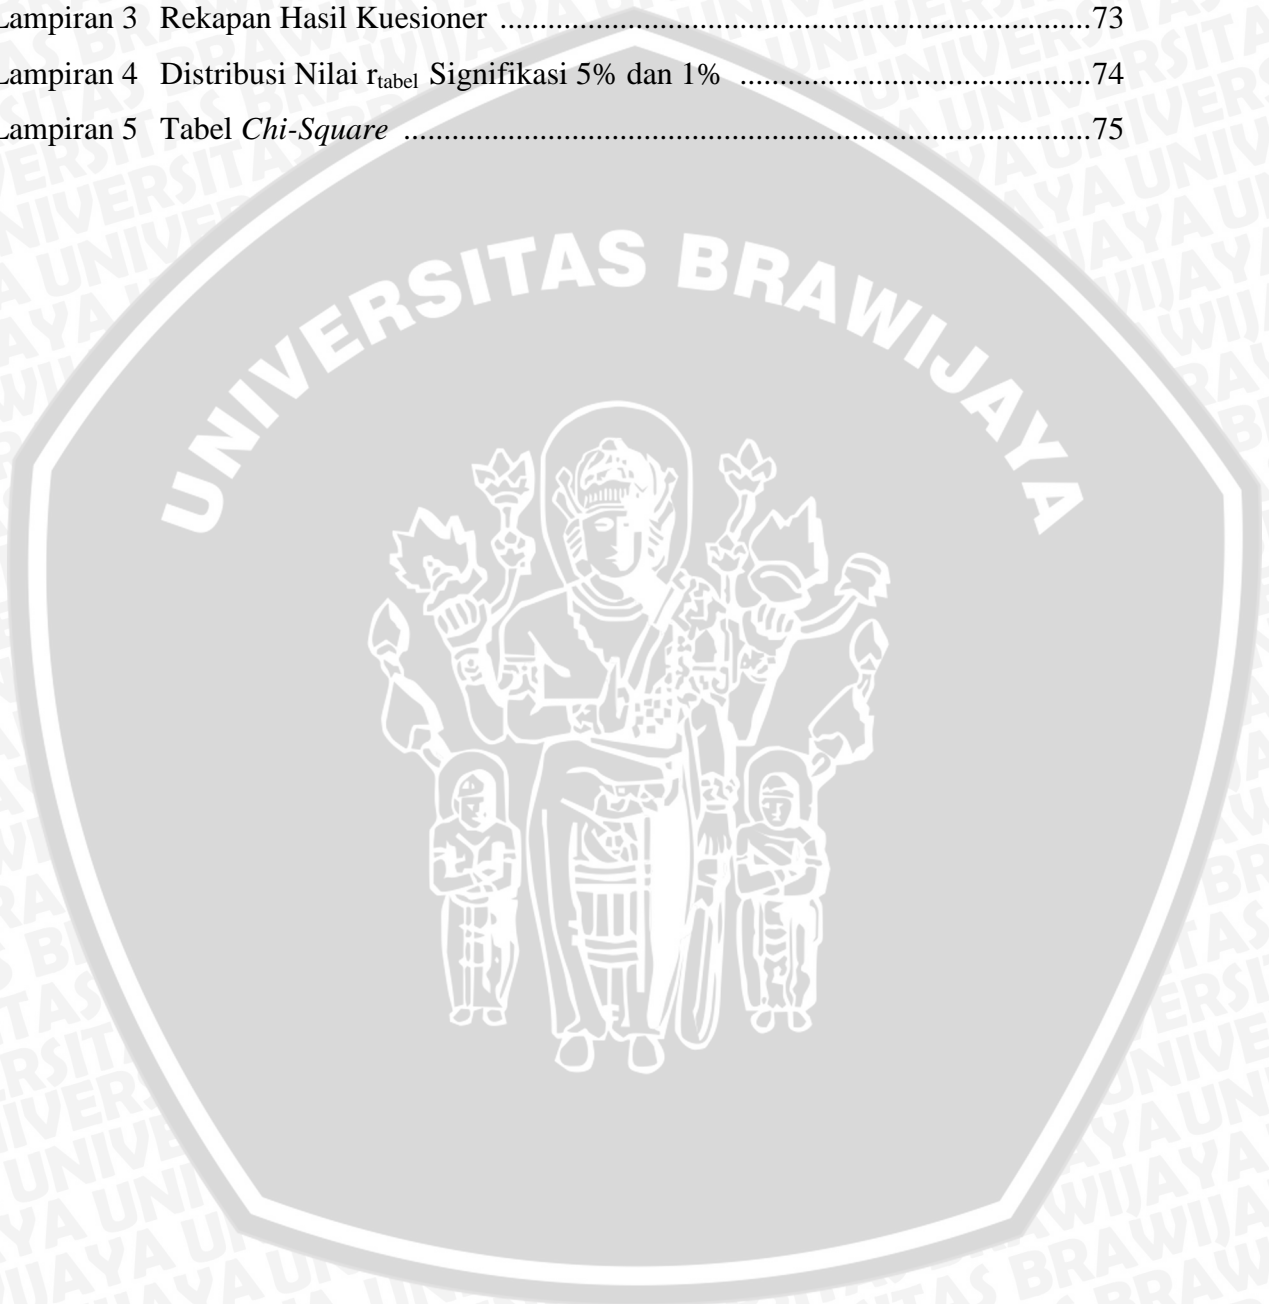 Lampiran 3 Rekapan Hasil Kuesioner ..........................................................................73
Lampiran 4 Distribusi Nilai rtabel Signifikasi 5% dan 1% ............................................74
Lampiran 5 Tabel Chi-Square ......................................................................................75
UNIVERSITAS BRAWIJAYA